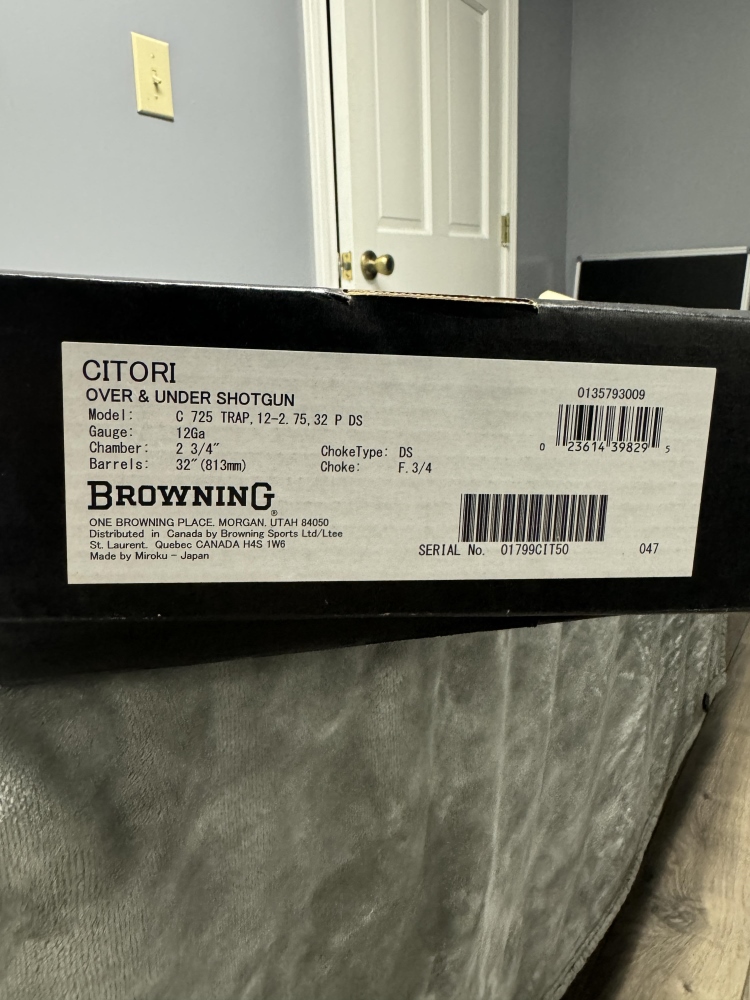 CITORI
OVER & UNDER SHOTGUN
Model: C 725 TRAP,12-2.75,32 P DS
Gauge: 12Ga
Chamber: 2 3/4″ ChokeType: DS
Barrels: 32″(813mm) Choke: F.3/4
BROWNING®
ONE BROWNING PLACE, MORGAN, UTAH 84050
Distributed in Canada by Browning Sports Ltd/Ltee
St. Laurent. Quebec CANADA H4S 1W6
Made by Miroku - Japan
0135793009
0 23614 39829 5
SERIAL No. 01799CIT50 047